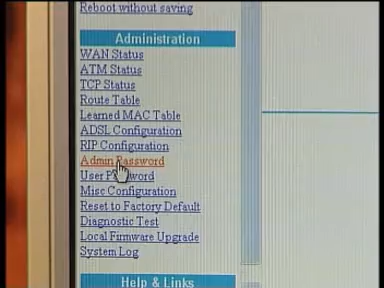 Reboot without saving
Administration
WAN Status
ATM Status
TCP Status
Route Table
Learned MAC Table
ADSL Configuration
RIP Configuration
Admin Password
User Password
Misc Configuration
Reset to Factory Default
Diagnostic Test
Local Firmware Upgrade
System Log
Help & Links